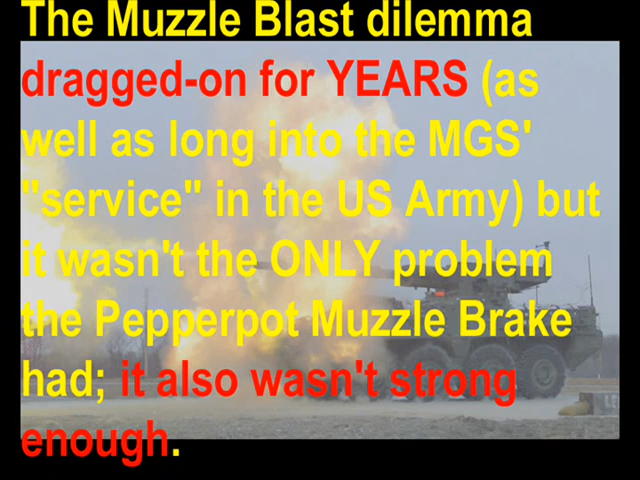 The Muzzle Blast dilemma
dragged-on for YEARS (as
well as long into the MGS'
"service" in the US Army) but
it wasn't the ONLY problem
the Pepperpot Muzzle Brake
had; it also wasn't strong
enough.